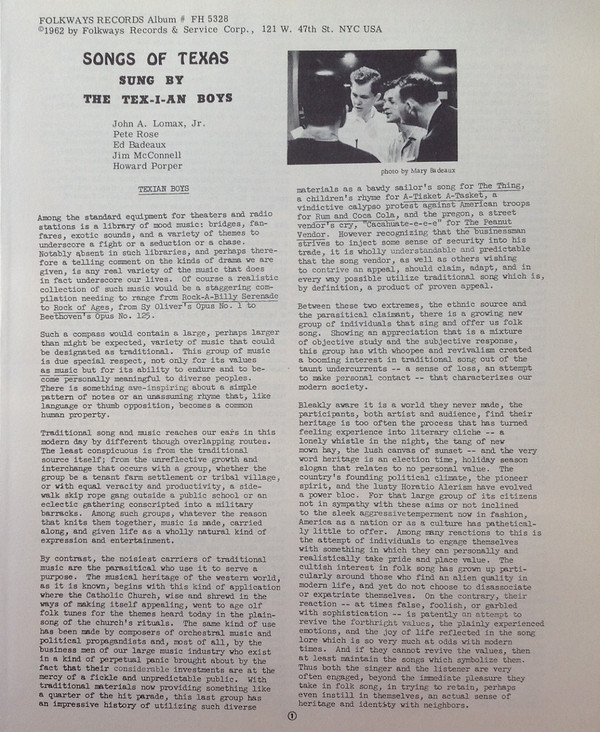 FOLKWAYS RECORDS Album # FH 5328
©1962 by Folkways Records & Service Corp., 121 W. 47th St. NYC USA
SONGS OF TEXAS
SUNG BY
THE TEX-I-AN BOYS
John A. Lomax, Jr.
Pete Rose
Ed Badeaux
Jim McConnell
Howard Porper
photo by Mary Badeaux
TEXIAN BOYS
Among the standard equipment for theaters and radio
stations is a library of mood music: bridges, fan-
fares, exotic sounds, and a variety of themes to
underscore a fight or a seduction or a chase.
Notably absent in such libraries, and perhaps there-
fore a telling comment on the kinds of drama we are
given, is any real variety of the music that does
in fact underscore our lives. Of course a realistic
collection of such music would be a staggering com-
pilation needing to range from Rock-A-Billy Serenade
to Rock of Ages, from Sy Oliver's Opus No. 1 to
Beethoven's Opus No. 125.
Such a compass would contain a large, perhaps larger
than might be expected, variety of music that could
be designated as traditional. This group of music
is due special respect, not only for its values
as music but for its ability to endure and to be-
come personally meaningful to diverse peoples.
There is something awe-inspiring about a simple
pattern of notes or an unassuming rhyme that, like
language or thumb opposition, becomes a common
human property.
Traditional song and music reaches our ears in this
modern day by different though overlapping routes.
The least conspicuous is from the traditional
source itself; from the unreflective growth and
interchange that occurs with a group, whether the
group be a tenant farm settlement or tribal village,
or with equal veracity and productivity, a side-
walk skip rope gang outside a public school or an
eclectic gathering conscripted into a military
barracks. Among such groups, whatever the reason
that knits them together, music is made, carried
along, and given life as a wholly natural kind of
expression and entertainment.
By contrast, the noisiest carriers of traditional
music are the parasitical who use it to serve a
purpose. The musical heritage of the western world,
as it is known, begins with this kind of application
where the Catholic Church, wise and shrewd in the
ways of making itself appealing, went to age olf
folk tunes for the themes heard today in the plain-
song of the church's rituals. The same kind of use
has been made by composers of orchestral music and
political propagandists and, most of all, by the
business men of our large music industry who exist
in a kind of perpetual panic brought about by the
fact that their considerable investments are at the
mercy of a fickle and unpredictable public. With
traditional materials now providing something like
a quarter of the hit parade, this last group has
an impressive history of utilizing such diverse
materials as a bawdy sailor's song for The Thing,
a children's rhyme for A-Tisket A-Tasket, a
vindictive calypso protest against American troops
for Rum and Coca Cola, and the pregon, a street
vendor's cry, "Cacahuate-e-e-e" for The Peanut
Vendor. However recognizing that the businessman
strives to inject some sense of security into his
trade, it is wholly understandable and predictable
that the song vendor, as well as others wishing
to contrive an appeal, should claim, adapt, and in
every way possible utilize traditional song which is,
by definition, a product of proven appeal.
Between these two extremes, the ethnic source and
the parasitical claimant, there is a growing new
group of individuals that sing and offer us folk
song. Showing an appreciation that is a mixture
of objective study and the subjective response,
this group has with whoopee and revivalism created
a booming interest in traditional song out of the
taunt undercurrents -- a sense of loss, an attempt
to make personal contact -- that characterizes our
modern society.
Bleakly aware it is a world they never made, the
participants, both artist and audience, find their
heritage is too often the process that has turned
feeling experience into literary cliche -- a
lonely whistle in the night, the tang of new
mown hay, the lush canvas of sunset -- and the very
word heritage is an election time, holiday season
slogan that relates to no personal value. The
country's founding political climate, the pioneer
spirit, and the lusty Horatio Alerism have evolved
a power bloc. For that large group of its citizens
not in sympathy with these aims or not inclined
to the sleek aggressivetemperment now in fashion,
America as a nation or as a culture has pathetical-
ly little to offer. Among many reactions to this is
the attempt of individuals to engage themselves
with something in which they can personally and
realistically take pride and place value. The
cultish interest in folk song has grown up parti-
cularly around those who find an alien quality in
modern life, and yet do not choose to disassociate
or expatriate themselves. On the contrary, their
reaction -- at times false, foolish, or garbled
with sophistication -- is patently an attempt to
revive the forthright values, the plainly experienced
emotions, and the joy of life reflected in the song
lore which is so very much at odds with modern
times. And if they cannot revive the values, then
at least maintain the songs which symbolize them.
Thus both the singer and the listener are very
often engaged, beyond the immediate pleasure they
take in folk song, in trying to retain, perhaps
even instill in themselves, an actual sense of
heritage and identity with neighbors.
1